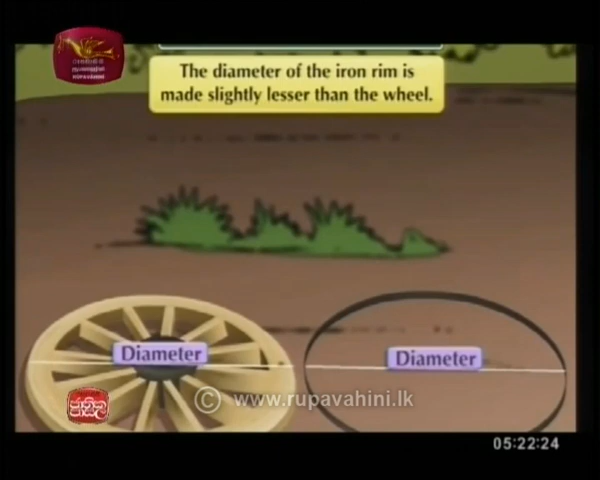 The diameter of the iron rim is
made slightly lesser than the wheel.
RUPAVAHINI
Diameter
Diameter
© www.rupavahini.lk
05:22:24